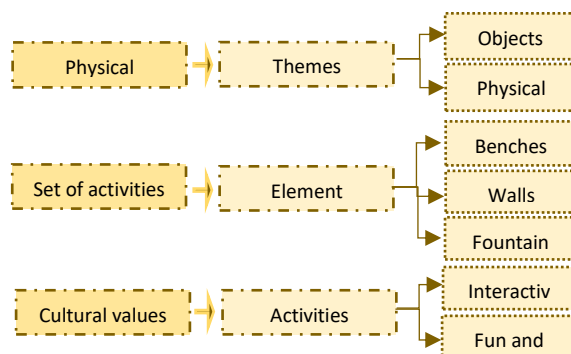 Physical
Themes
Objects
Physical
Set of activities
Element
Benches
Walls
Fountain
Cultural values
Activities
Interactiv
Fun and